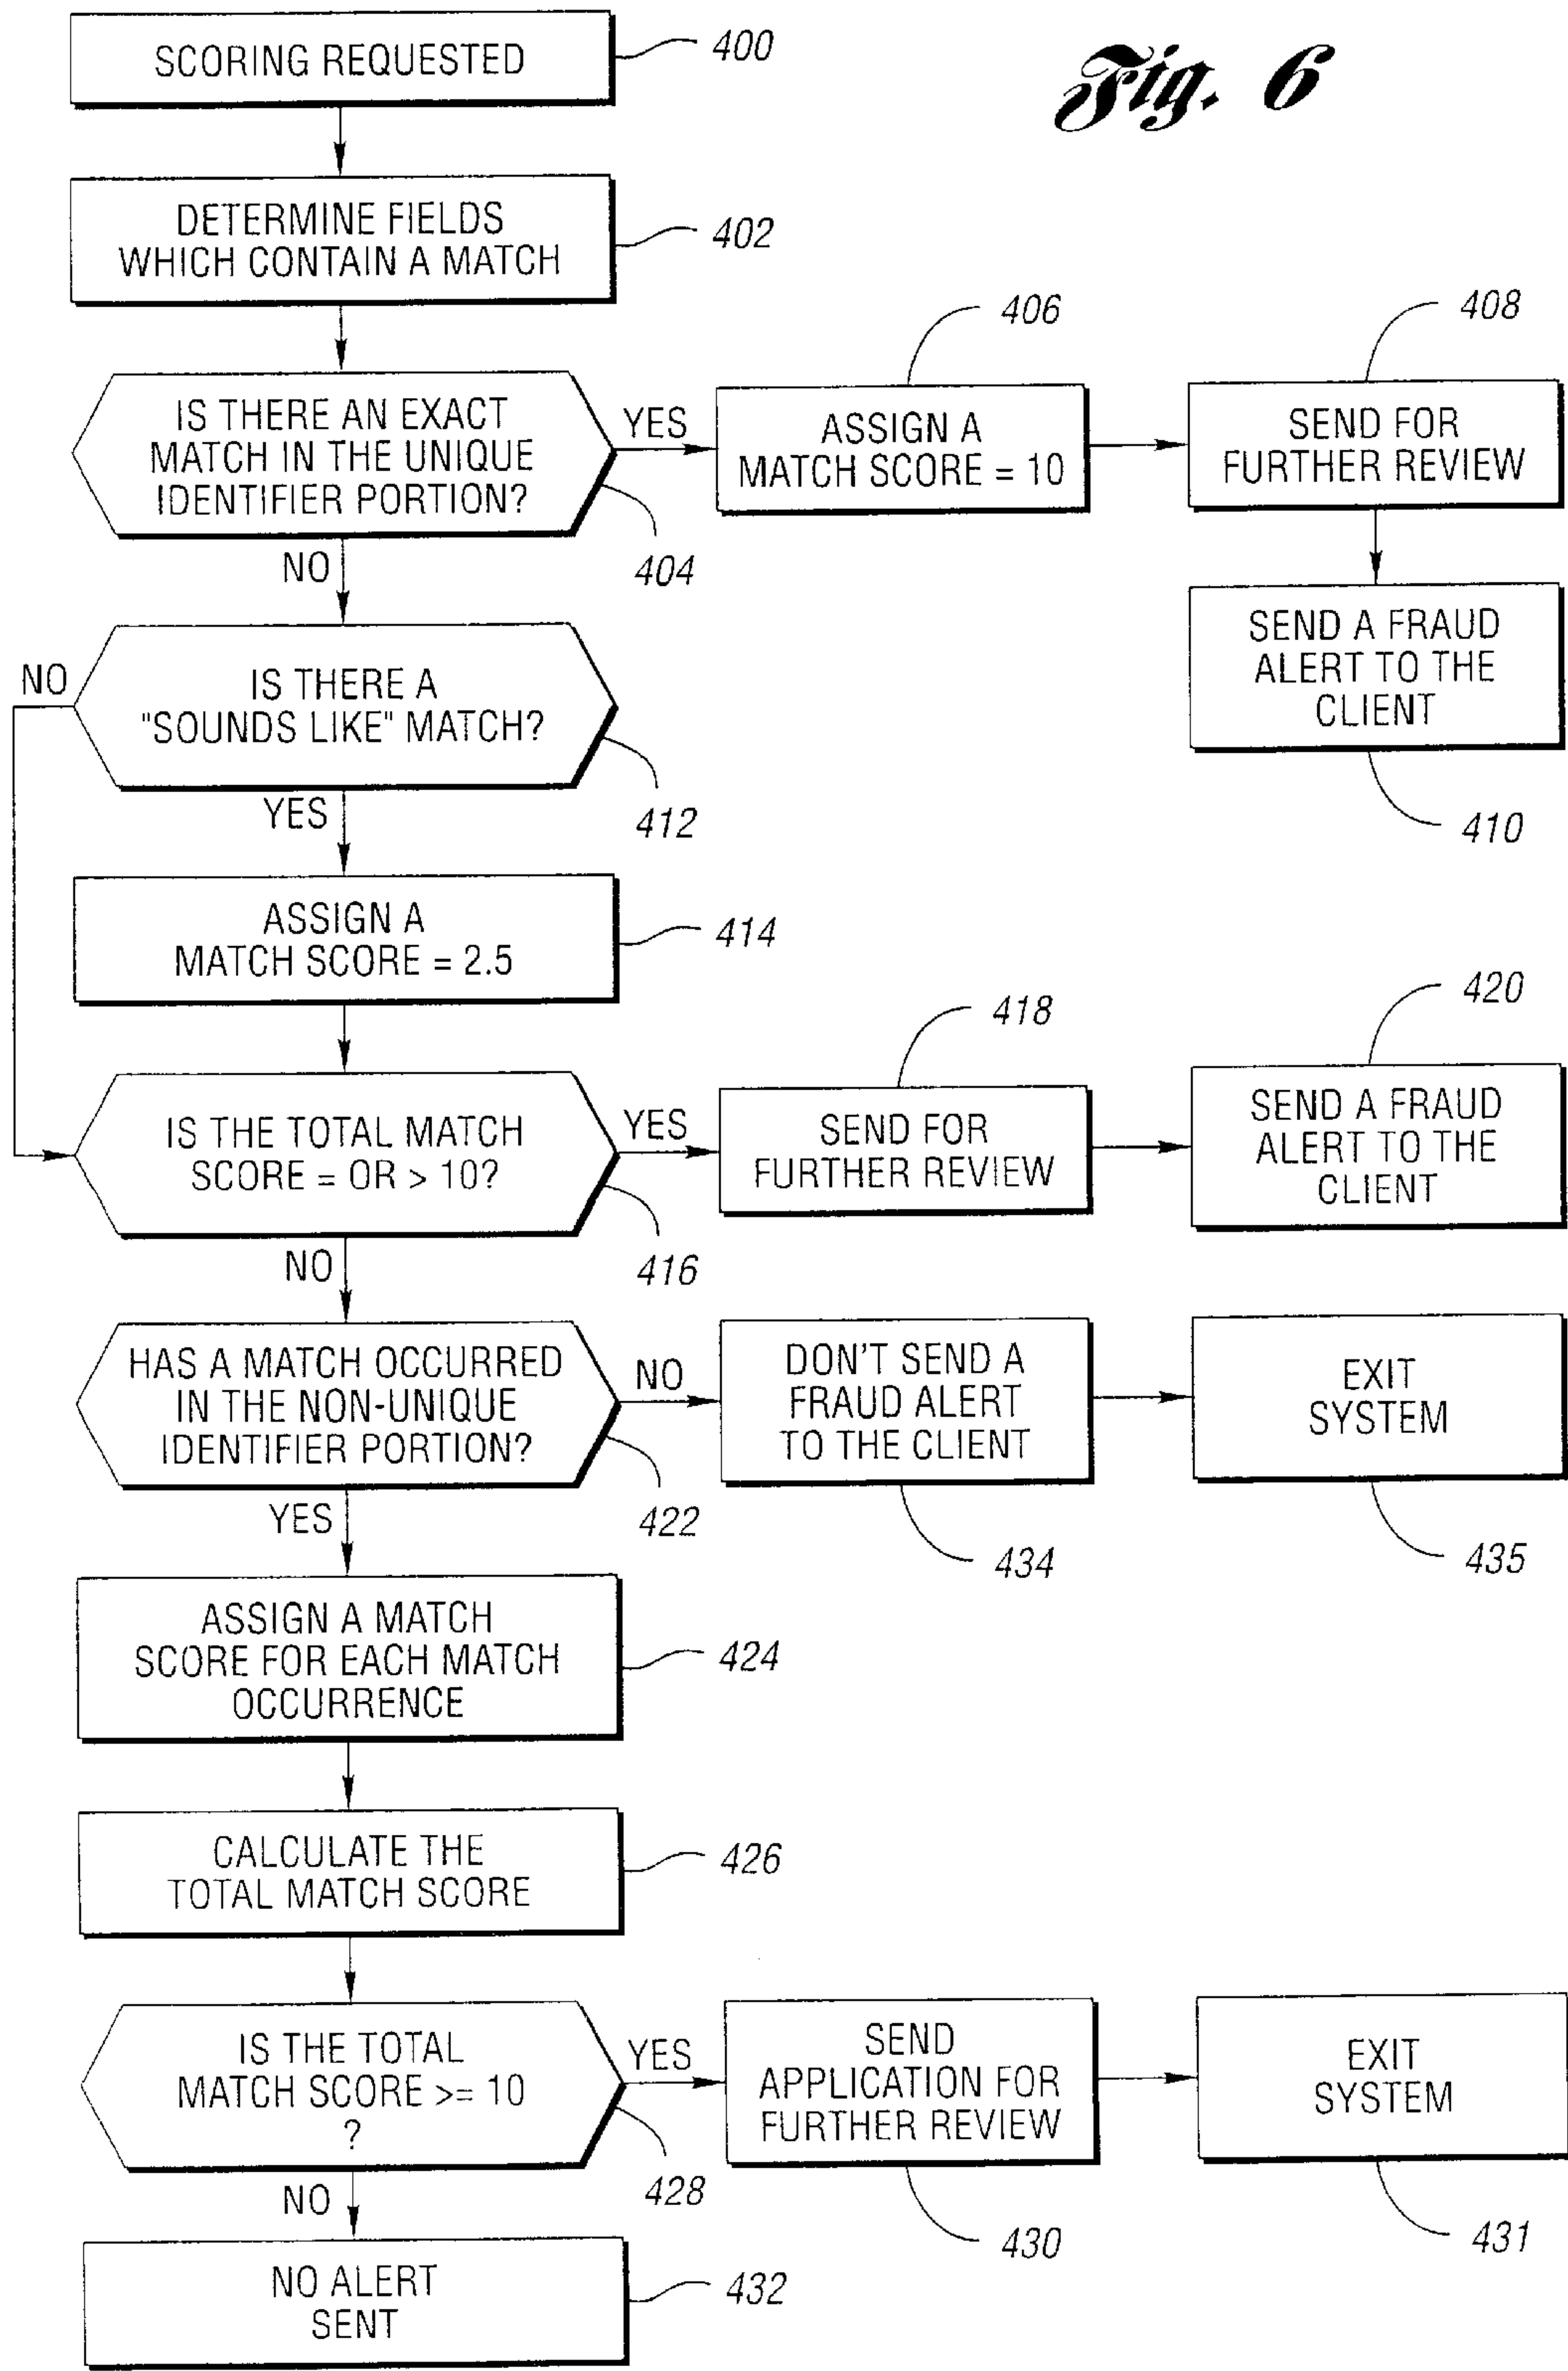 Fig. 6
SCORING REQUESTED
400
DETERMINE FIELDS
WHICH CONTAIN A MATCH
402
IS THERE AN EXACT
MATCH IN THE UNIQUE
IDENTIFIER PORTION?
404
YES
ASSIGN A
MATCH SCORE = 10
406
SEND FOR
FURTHER REVIEW
408
SEND A FRAUD
ALERT TO THE
CLIENT
410
NO
IS THERE A
"SOUNDS LIKE" MATCH?
412
NO
YES
ASSIGN A
MATCH SCORE = 2.5
414
IS THE TOTAL MATCH
SCORE = OR > 10?
416
YES
SEND FOR
FURTHER REVIEW
418
SEND A FRAUD
ALERT TO THE
CLIENT
420
NO
HAS A MATCH OCCURRED
IN THE NON-UNIQUE
IDENTIFIER PORTION?
422
NO
DON'T SEND A
FRAUD ALERT
TO THE CLIENT
434
EXIT
SYSTEM
435
YES
ASSIGN A MATCH
SCORE FOR EACH MATCH
OCCURRENCE
424
CALCULATE THE
TOTAL MATCH SCORE
426
IS THE TOTAL
MATCH SCORE >= 10
?
428
YES
SEND
APPLICATION FOR
FURTHER REVIEW
430
EXIT
SYSTEM
431
NO
NO ALERT
SENT
432